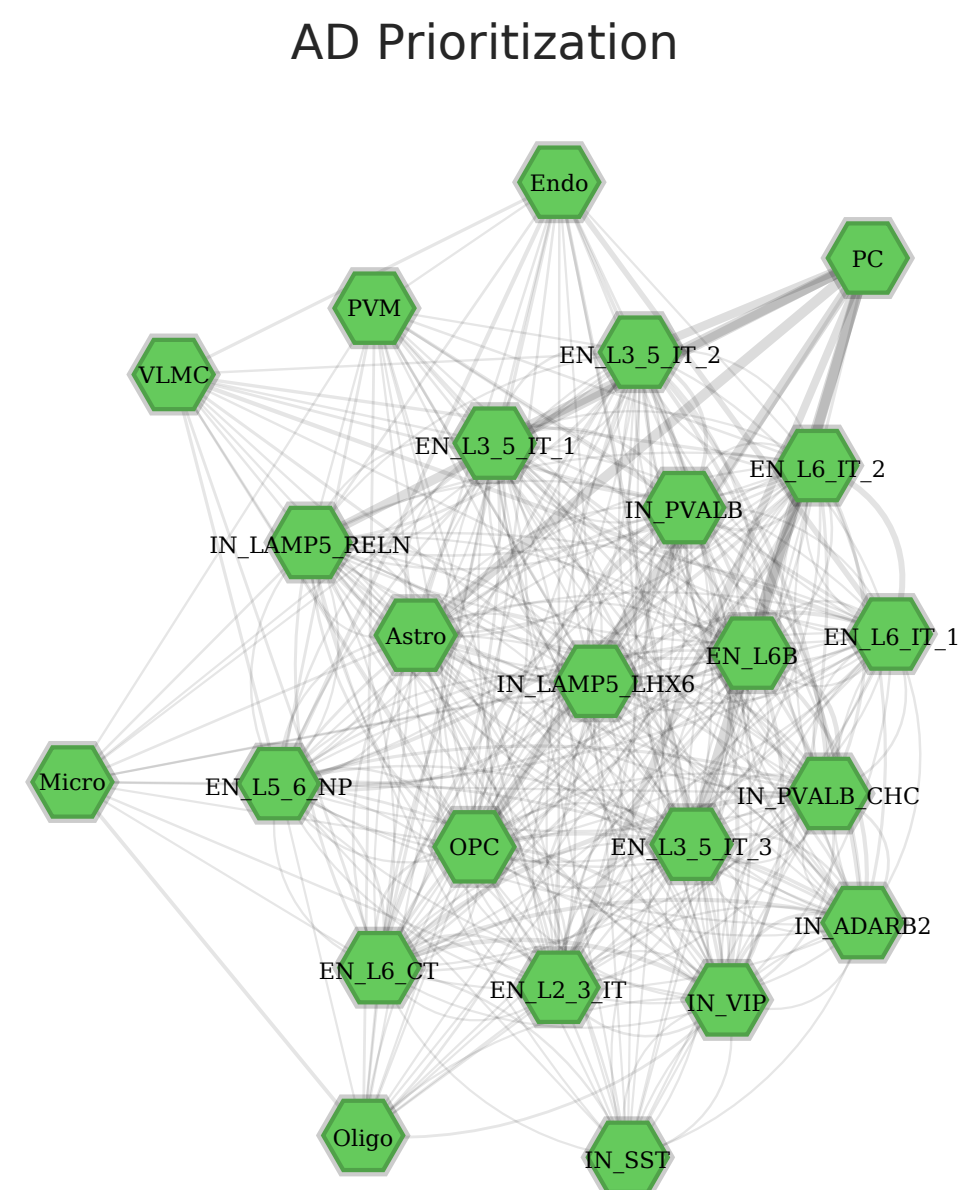 AD Prioritization
Endo
PC
PVM
EN_L3_5_IT_2
VLMC
EN_L3_5_IT_1
EN_L6_IT_2
IN_PVALB
IN_LAMP5_RELN
Astro
EN_L6_IT_1
EN_L6B
IN_LAMP5_LHX6
Micro
EN_L5_6_NP
IN_PVALB_CHC
OPC
EN_L3_5_IT_3
IN_ADARB2
EN_L6_CT
EN_L2_3_IT
IN_VIP
Oligo
IN_SST